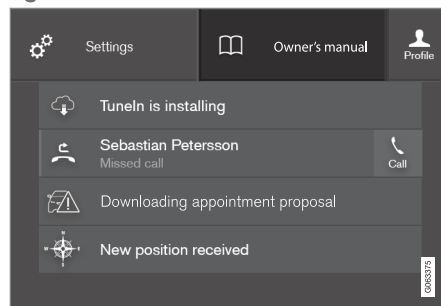 Settings
Owner's manual
Profile
TuneIn is installing
Sebastian Petersson
Missed call
Call
Downloading appointment proposal
New position received
G063375